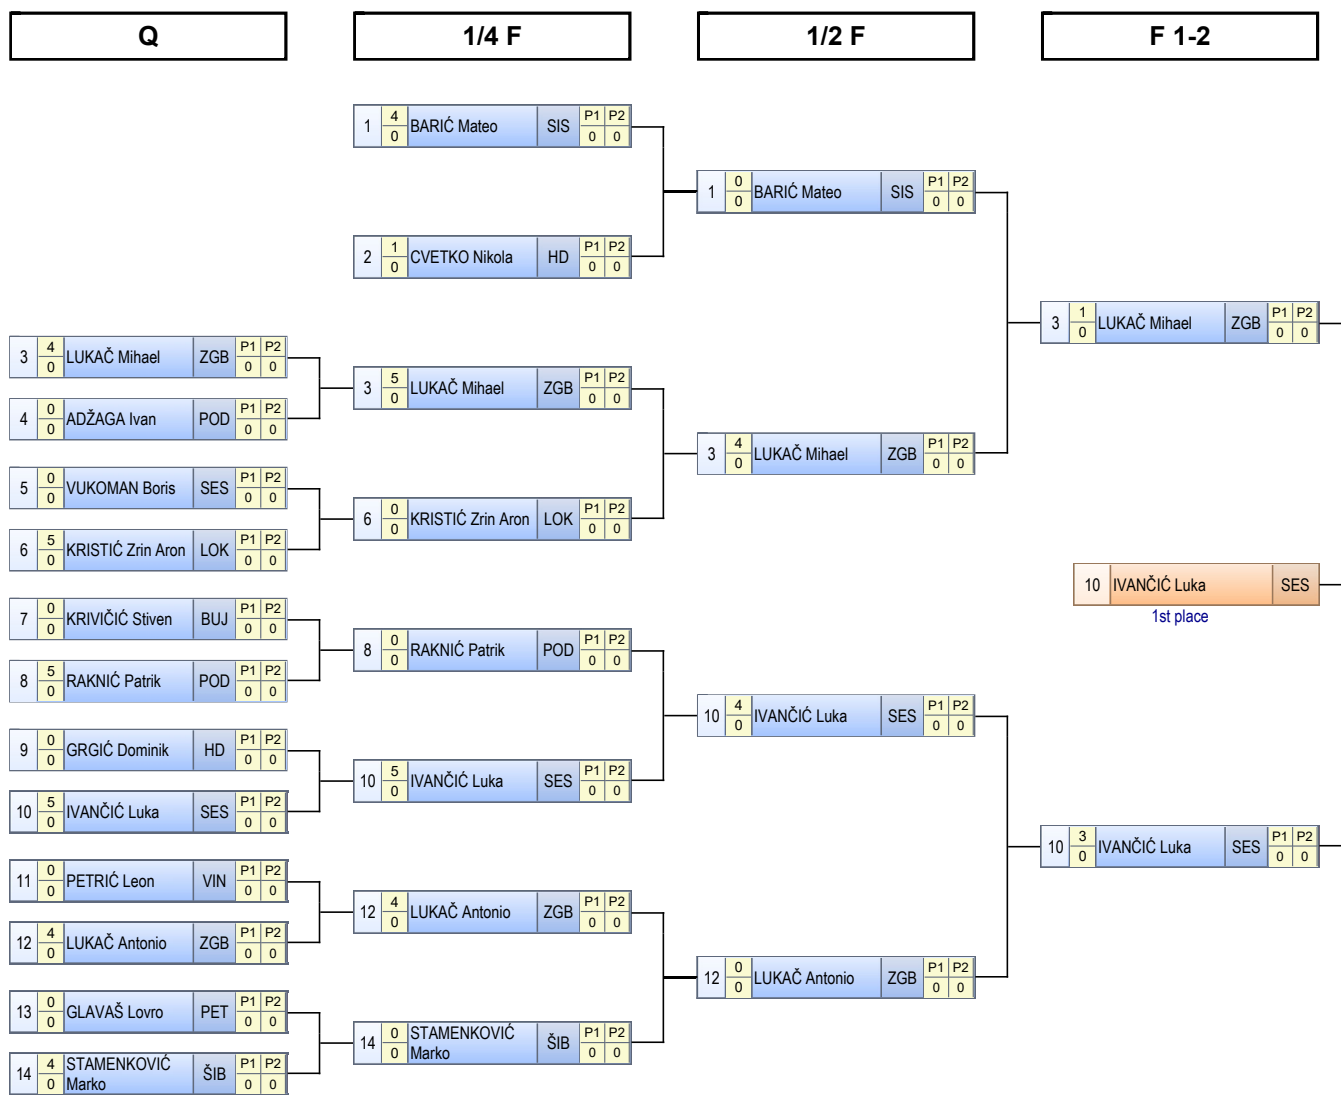 Q 1/4 F 1/2 F F 1-2
1 4 0 BARIĆ Mateo SIS P1 P2 0 0
1 0 0 BARIĆ Mateo SIS P1 P2 0 0
2 1 0 CVETKO Nikola HD P1 P2 0 0
3 1 0 LUKAČ Mihael ZGB P1 P2 0 0
3 4 0 LUKAČ Mihael ZGB P1 P2 0 0
3 5 0 LUKAČ Mihael ZGB P1 P2 0 0
4 0 0 ADŽAGA Ivan POD P1 P2 0 0
3 4 0 LUKAČ Mihael ZGB P1 P2 0 0
5 0 0 VUKOMAN Boris SES P1 P2 0 0
6 0 0 KRISTIĆ Zrin Aron LOK P1 P2 0 0
6 5 0 KRISTIĆ Zrin Aron LOK P1 P2 0 0
10 IVANČIĆ Luka SES
1st place
7 0 0 KRIVIČIĆ Stiven BUJ P1 P2 0 0
8 0 0 RAKNIĆ Patrik POD P1 P2 0 0
8 5 0 RAKNIĆ Patrik POD P1 P2 0 0
10 4 0 IVANČIĆ Luka SES P1 P2 0 0
9 0 0 GRGIĆ Dominik HD P1 P2 0 0
10 5 0 IVANČIĆ Luka SES P1 P2 0 0
10 5 0 IVANČIĆ Luka SES P1 P2 0 0
10 3 0 IVANČIĆ Luka SES P1 P2 0 0
11 0 0 PETRIĆ Leon VIN P1 P2 0 0
12 4 0 LUKAČ Antonio ZGB P1 P2 0 0
12 4 0 LUKAČ Antonio ZGB P1 P2 0 0
12 0 0 LUKAČ Antonio ZGB P1 P2 0 0
13 0 0 GLAVAŠ Lovro PET P1 P2 0 0
14 0 0 STAMENKOVIĆ Marko ŠIB P1 P2 0 0
14 4 0 STAMENKOVIĆ Marko ŠIB P1 P2 0 0